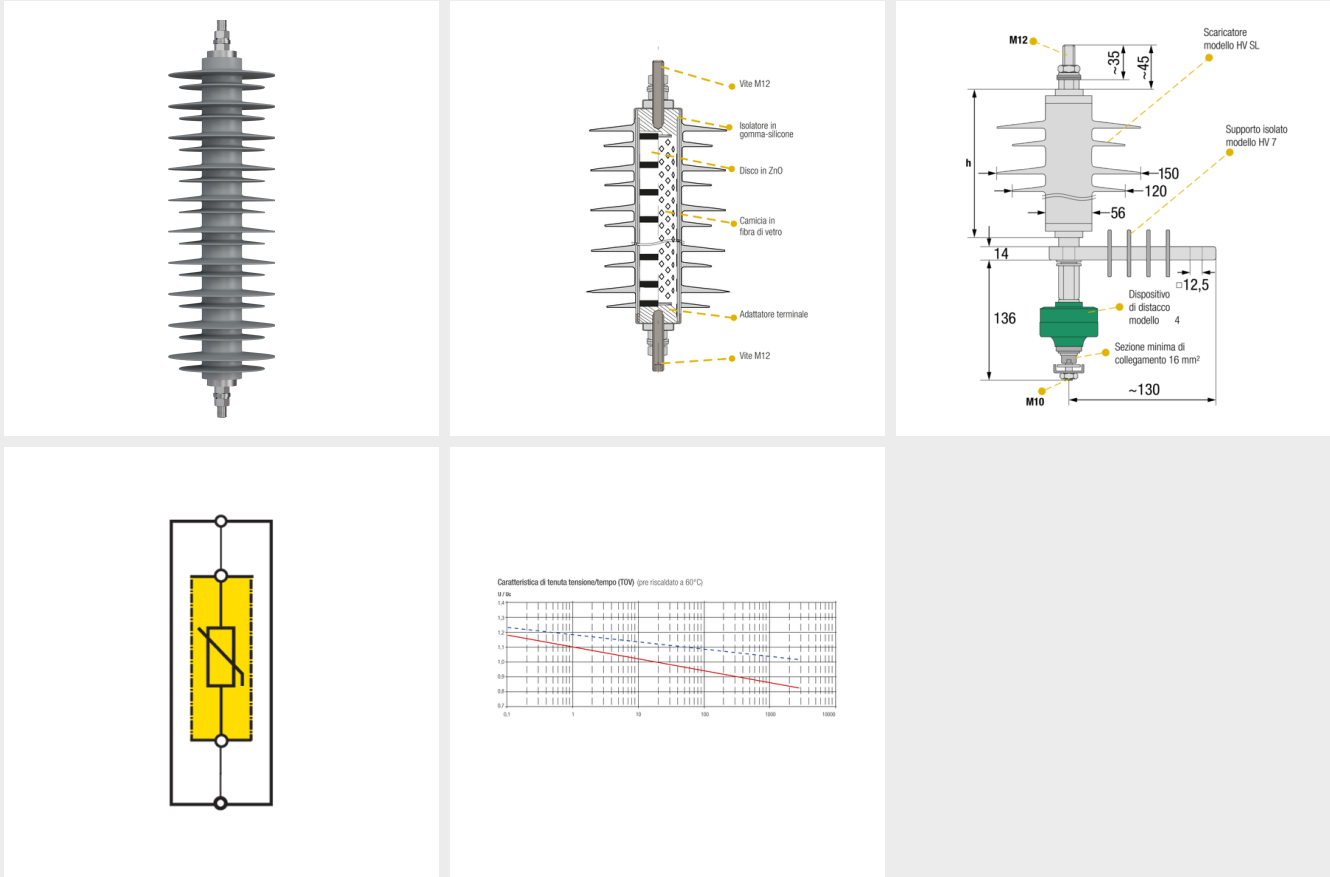 Vite M12
Isolatore in
gomma-silicone
Disco in ZnO
Camicia in
fibra di vetro
Adattatore terminale
Vite M12
M12
~35
~45
Scaricatore
modello HV SL
Supporto isolato
modello HV 7
h
150
120
56
14
□12,5
136
Dispositivo
di distacco
modello 4
Sezione minima di
collegamento 16 mm²
~130
M10
Caratteristica di tenuta tensione/tempo (TOV) (pre riscaldato a 60°C)
U / Uc
1,4
1,3
1,2
1,1
1,0
0,9
0,8
0,7
0,1
1
10
100
1000
10000